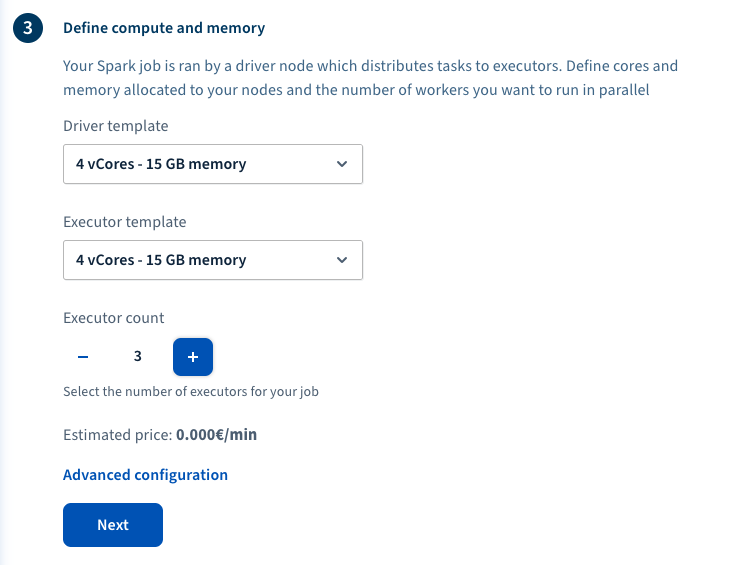 3 Define compute and memory
Your Spark job is ran by a driver node which distributes tasks to executors. Define cores and
memory allocated to your nodes and the number of workers you want to run in parallel
Driver template
4 vCores - 15 GB memory
Executor template
4 vCores - 15 GB memory
Executor count
− 3 +
Select the number of executors for your job
Estimated price: 0.000€/min
Advanced configuration
Next